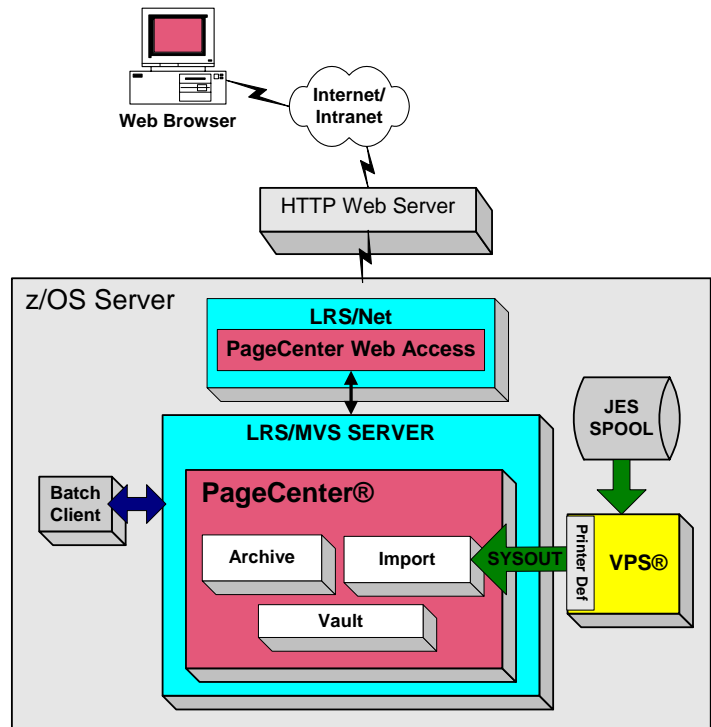 Web Browser
Internet/
Intranet
HTTP Web Server
z/OS Server
LRS/Net
PageCenter Web Access
LRS/MVS SERVER
JES
SPOOL
Batch
Client
PageCenter®
Archive
Import
Vault
SYSOUT
Printer Def
VPS®